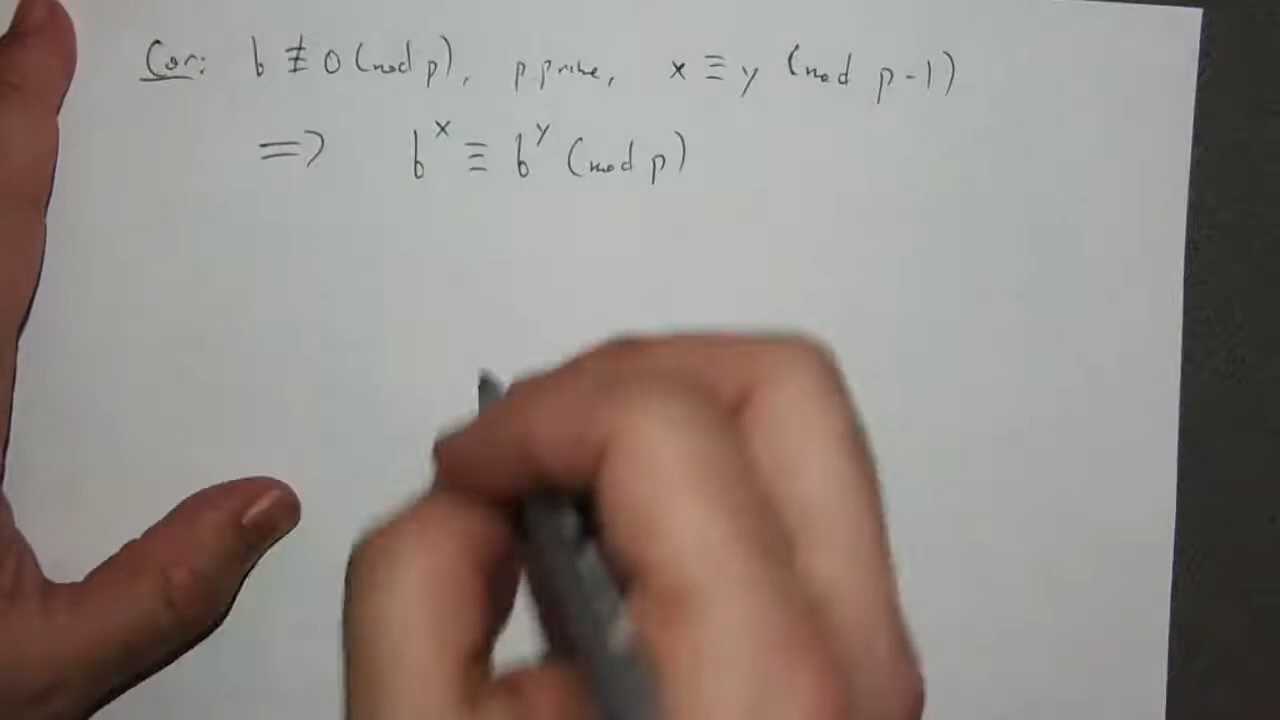 Cor: b ≢ 0 (mod p), p prime, x ≡ y (mod p-1)
=> b^x ≡ b^y (mod p)